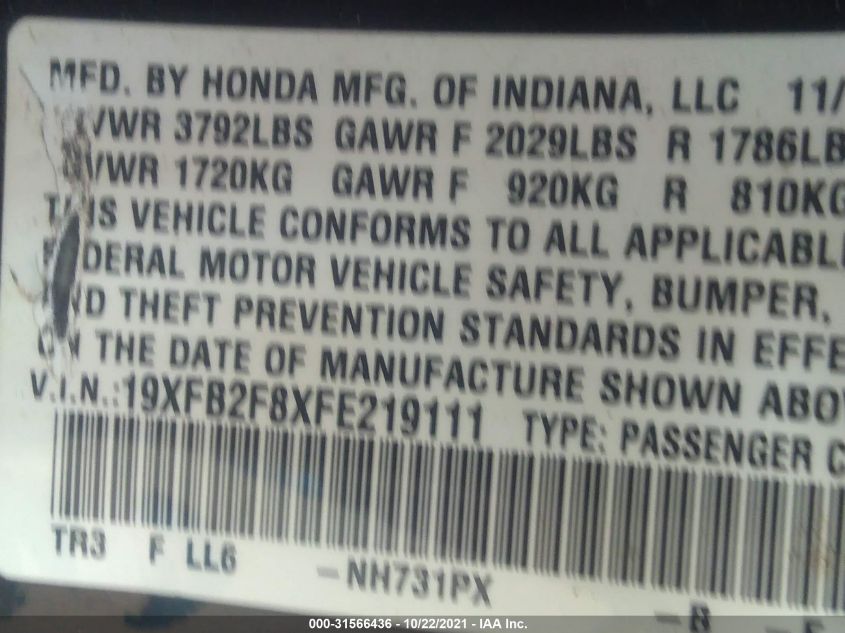 MFD. BY HONDA MFG. OF INDIANA, LLC 11/
GVWR 3792LBS GAWR F 2029LBS R 1786LB
GVWR 1720KG GAWR F 920KG R 810KG
THIS VEHICLE CONFORMS TO ALL APPLICABL
FEDERAL MOTOR VEHICLE SAFETY, BUMPER,
AND THEFT PREVENTION STANDARDS IN EFFE
ON THE DATE OF MANUFACTURE SHOWN ABO
V.I.N.:19XFB2F8XFE219111 TYPE: PASSENGER C
TR3 F LL6 -NH731PX -B
000-31566436 - 10/22/2021 - IAA Inc.